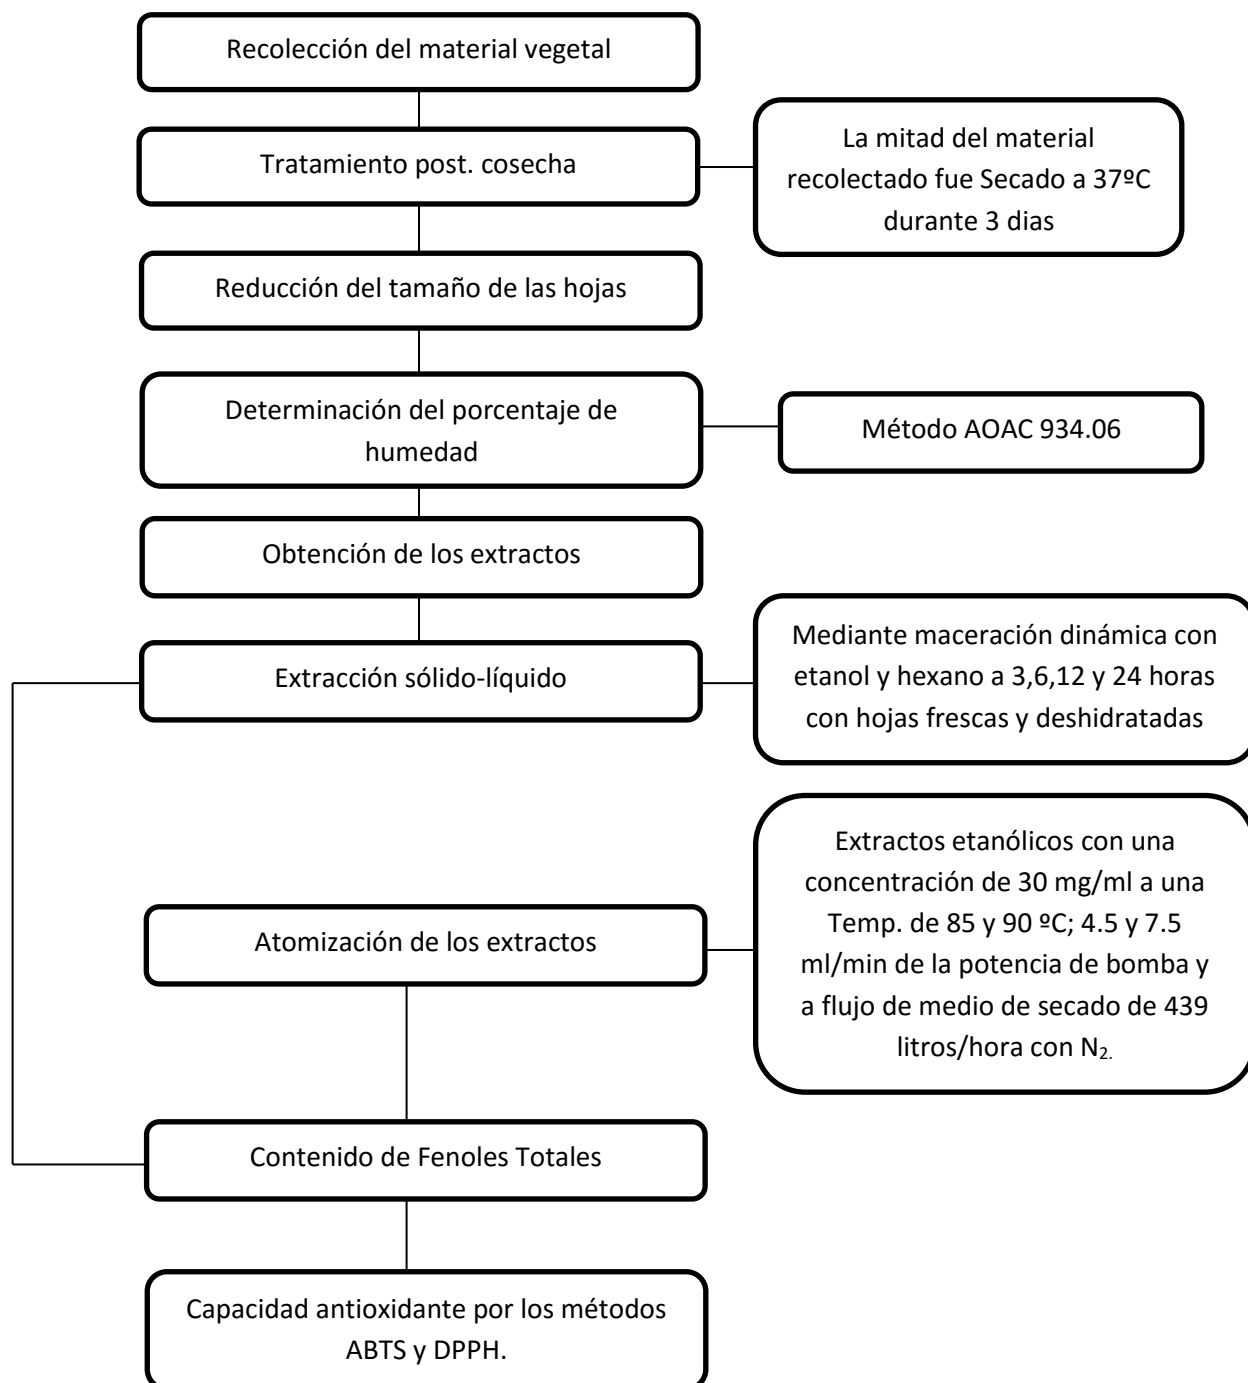 Recolección del material vegetal
Tratamiento post. cosecha
La mitad del material
recolectado fue Secado a 37ºC
durante 3 dias
Reducción del tamaño de las hojas
Determinación del porcentaje de
humedad
Método AOAC 934.06
Obtención de los extractos
Extracción sólido-líquido
Mediante maceración dinámica con
etanol y hexano a 3,6,12 y 24 horas
con hojas frescas y deshidratadas
Atomización de los extractos
Extractos etanólicos con una
concentración de 30 mg/ml a una
Temp. de 85 y 90 ºC; 4.5 y 7.5
ml/min de la potencia de bomba y
a flujo de medio de secado de 439
litros/hora con N2.
Contenido de Fenoles Totales
Capacidad antioxidante por los métodos
ABTS y DPPH.